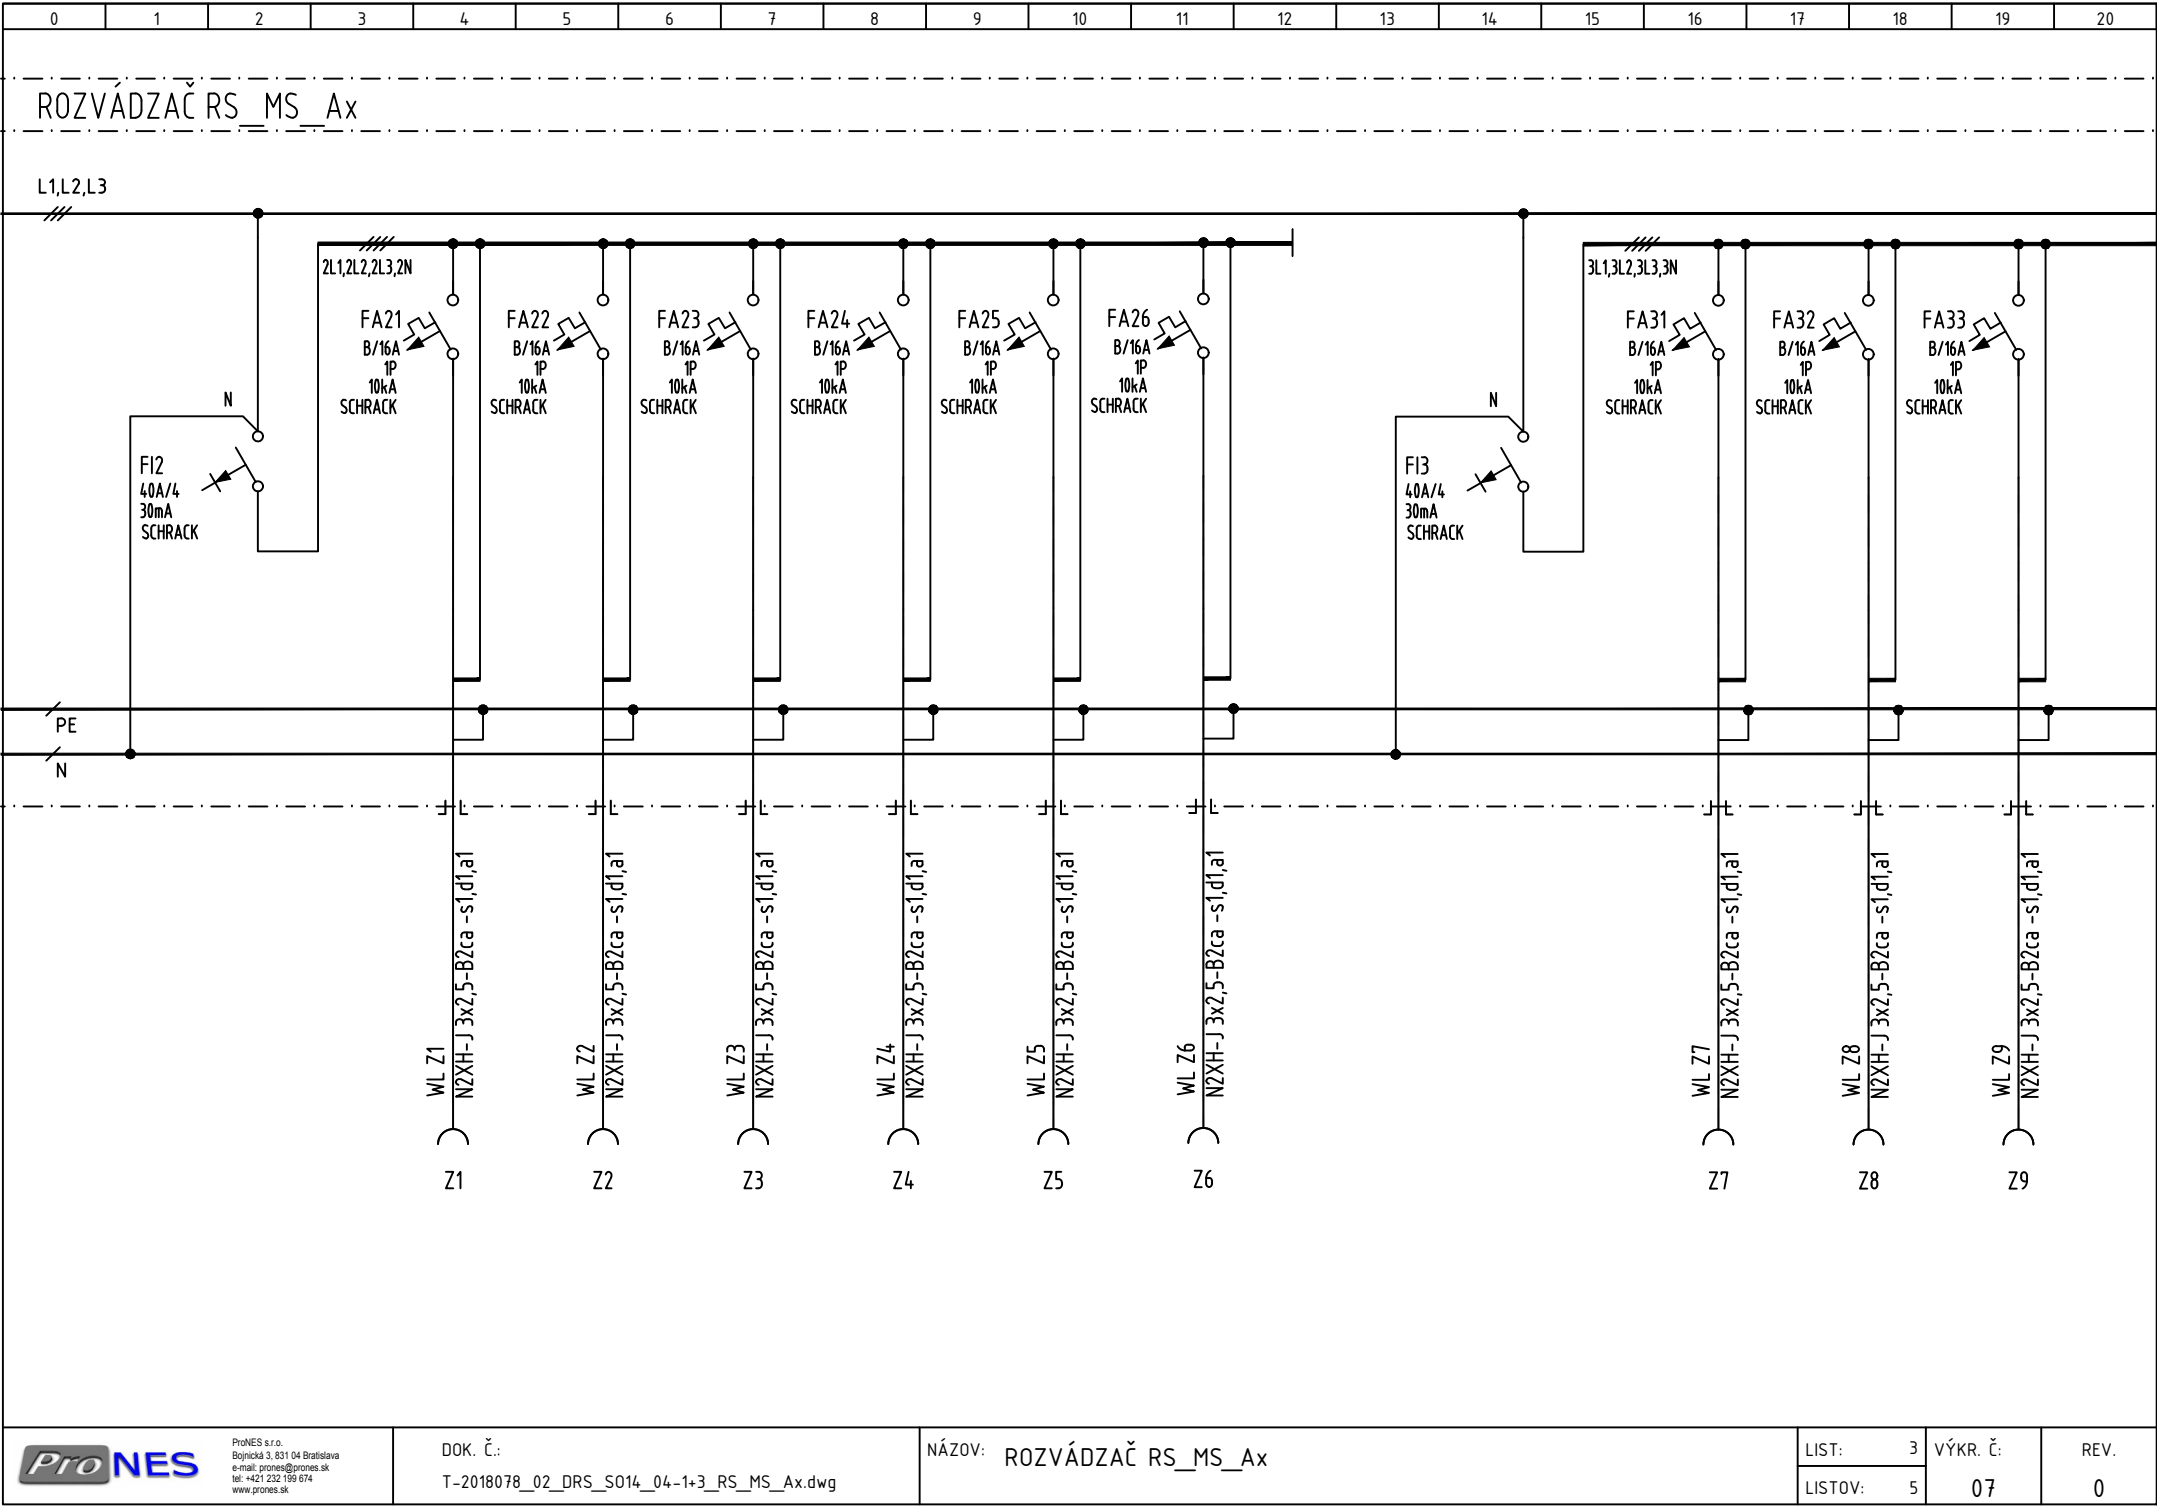 0 1 2 3 4 5 6 7 8 9 10 11 12 13 14 15 16 17 18 19 20
ROZVÁDZAČ RS_MS_Ax
L1,L2,L3
2L1,2L2,2L3,2N
3L1,3L2,3L3,3N
FA21
B/16A
1P
10kA
SCHRACK
FA22
B/16A
1P
10kA
SCHRACK
FA23
B/16A
1P
10kA
SCHRACK
FA24
B/16A
1P
10kA
SCHRACK
FA25
B/16A
1P
10kA
SCHRACK
FA26
B/16A
1P
10kA
SCHRACK
FA31
B/16A
1P
10kA
SCHRACK
FA32
B/16A
1P
10kA
SCHRACK
FA33
B/16A
1P
10kA
SCHRACK
N
FI2
40A/4
30mA
SCHRACK
N
FI3
40A/4
30mA
SCHRACK
PE
N
WL Z1
N2XH-J 3x2,5-B2ca -s1,d1,a1
WL Z2
N2XH-J 3x2,5-B2ca -s1,d1,a1
WL Z3
N2XH-J 3x2,5-B2ca -s1,d1,a1
WL Z4
N2XH-J 3x2,5-B2ca -s1,d1,a1
WL Z5
N2XH-J 3x2,5-B2ca -s1,d1,a1
WL Z6
N2XH-J 3x2,5-B2ca -s1,d1,a1
WL Z7
N2XH-J 3x2,5-B2ca -s1,d1,a1
WL Z8
N2XH-J 3x2,5-B2ca -s1,d1,a1
WL Z9
N2XH-J 3x2,5-B2ca -s1,d1,a1
Z1 Z2 Z3 Z4 Z5 Z6 Z7 Z8 Z9
Pro NES
ProNES s.r.o.
Bojnická 3, 831 04 Bratislava
e-mail: prones@prones.sk
tel: +421 232 199 674
www.prones.sk
DOK. Č.:
T-2018078_02_DRS_SO14_04-1+3_RS_MS_Ax.dwg
NÁZOV: ROZVÁDZAČ RS_MS_Ax
LIST: 3
LISTOV: 5
VÝKR. Č:
07
REV.
0